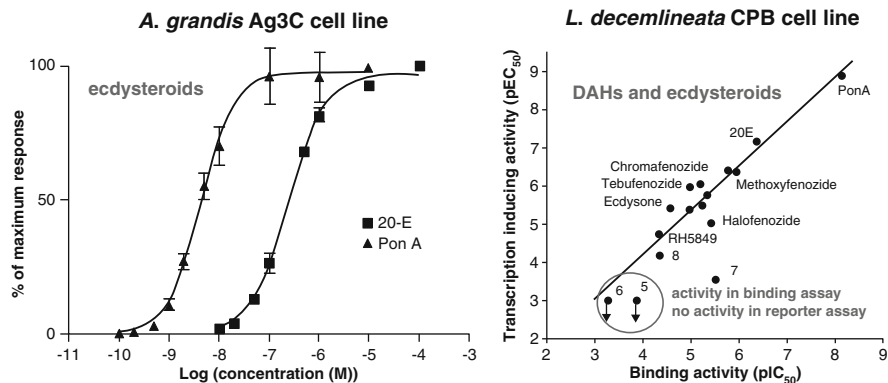 A. grandis Ag3C cell line
% of maximum response
100
50
0
ecdysteroids
20-E
Pon A
-11 -10 -9 -8 -7 -6 -5 -4
Log (concentration (M))
L. decemlineata CPB cell line
Transcription inducing activity (pEC50)
9
8
7
6
5
4
3
2
DAHs and ecdysteroids
PonA
20E
Chromafenozide
Tebufenozide
Methoxyfenozide
Ecdysone
Halofenozide
RH5849
8
7
6 5
activity in binding assay
no activity in reporter assay
2 3 4 5 6 7 8 9
Binding activity (pIC50)